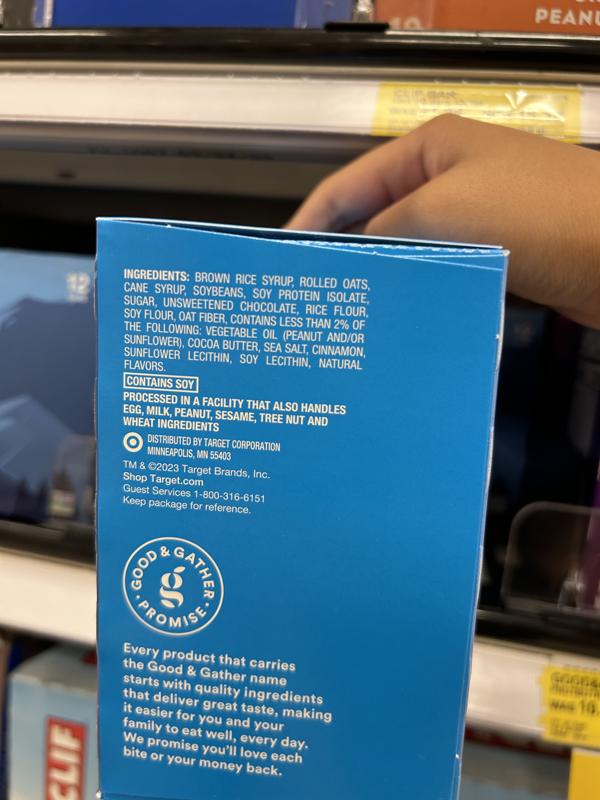 PEANU
12
INGREDIENTS: BROWN RICE SYRUP, ROLLED OATS,
CANE SYRUP, SOYBEANS, SOY PROTEIN ISOLATE,
SUGAR, UNSWEETENED CHOCOLATE, RICE FLOUR,
SOY FLOUR, OAT FIBER, CONTAINS LESS THAN 2% OF
THE FOLLOWING: VEGETABLE OIL (PEANUT AND/OR
SUNFLOWER), COCOA BUTTER, SEA SALT, CINNAMON,
SUNFLOWER LECITHIN, SOY LECITHIN, NATURAL
FLAVORS.
CONTAINS SOY
PROCESSED IN A FACILITY THAT ALSO HANDLES
EGG, MILK, PEANUT, SESAME, TREE NUT AND
WHEAT INGREDIENTS
DISTRIBUTED BY TARGET CORPORATION
MINNEAPOLIS, MN 55403
TM & ©2023 Target Brands, Inc.
Shop Target.com
Guest Services 1-800-316-6151
Keep package for reference.
GOOD & GATHER
g
• PROMISE •
Every product that carries
the Good & Gather name
starts with quality ingredients
that deliver great taste, making
it easier for you and your
family to eat well, every day.
We promise you'll love each
bite or your money back.
CLIF